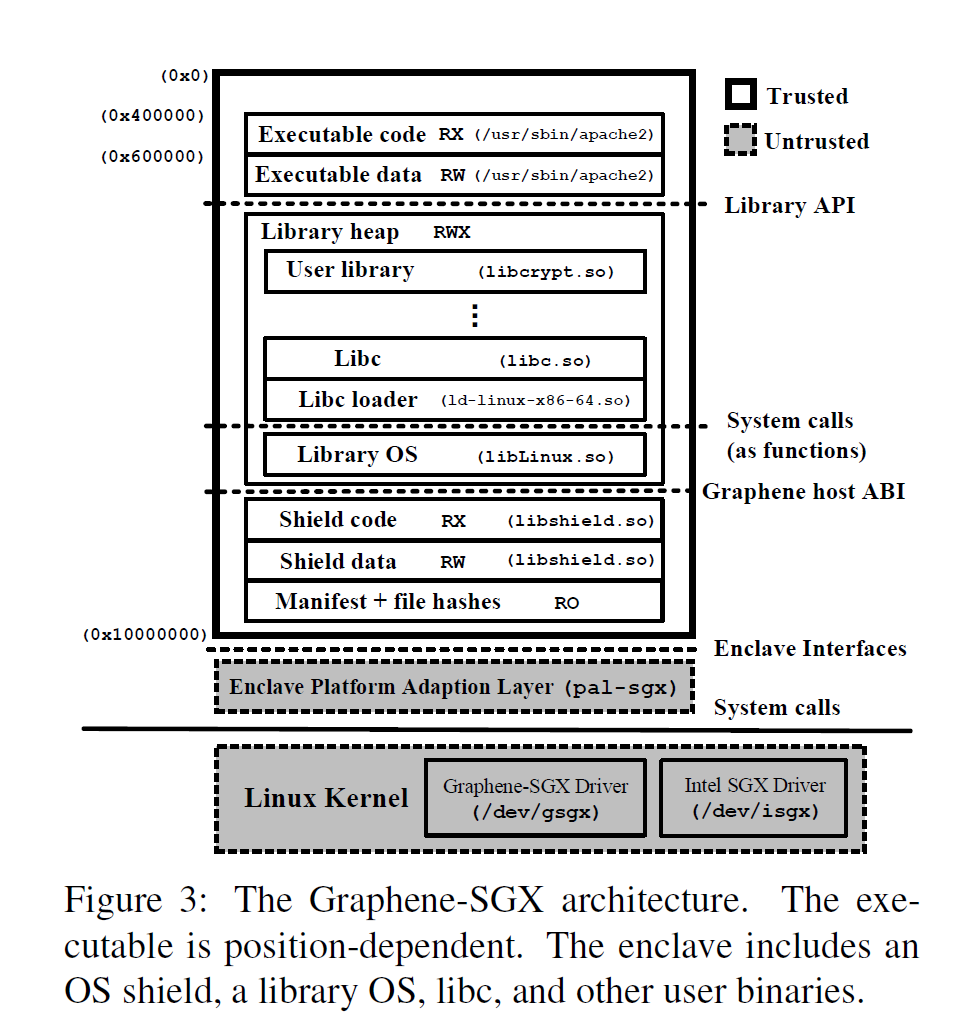 (0x0)
Trusted
(0x400000)
Executable code RX (/usr/sbin/apache2)
Untrusted
(0x600000)
Executable data RW (/usr/sbin/apache2)
Library API
Library heap RWX
User library (libcrypt.so)
⋮
Libc (libc.so)
Libc loader (ld-linux-x86-64.so)
System calls
(as functions)
Library OS (libLinux.so)
Graphene host ABI
Shield code RX (libshield.so)
Shield data RW (libshield.so)
Manifest + file hashes RO
(0x10000000)
Enclave Interfaces
Enclave Platform Adaption Layer (pal-sgx)
System calls
Linux Kernel
Graphene-SGX Driver
(/dev/gsgx)
Intel SGX Driver
(/dev/isgx)
Figure 3: The Graphene-SGX architecture. The exe-
cutable is position-dependent. The enclave includes an
OS shield, a library OS, libc, and other user binaries.